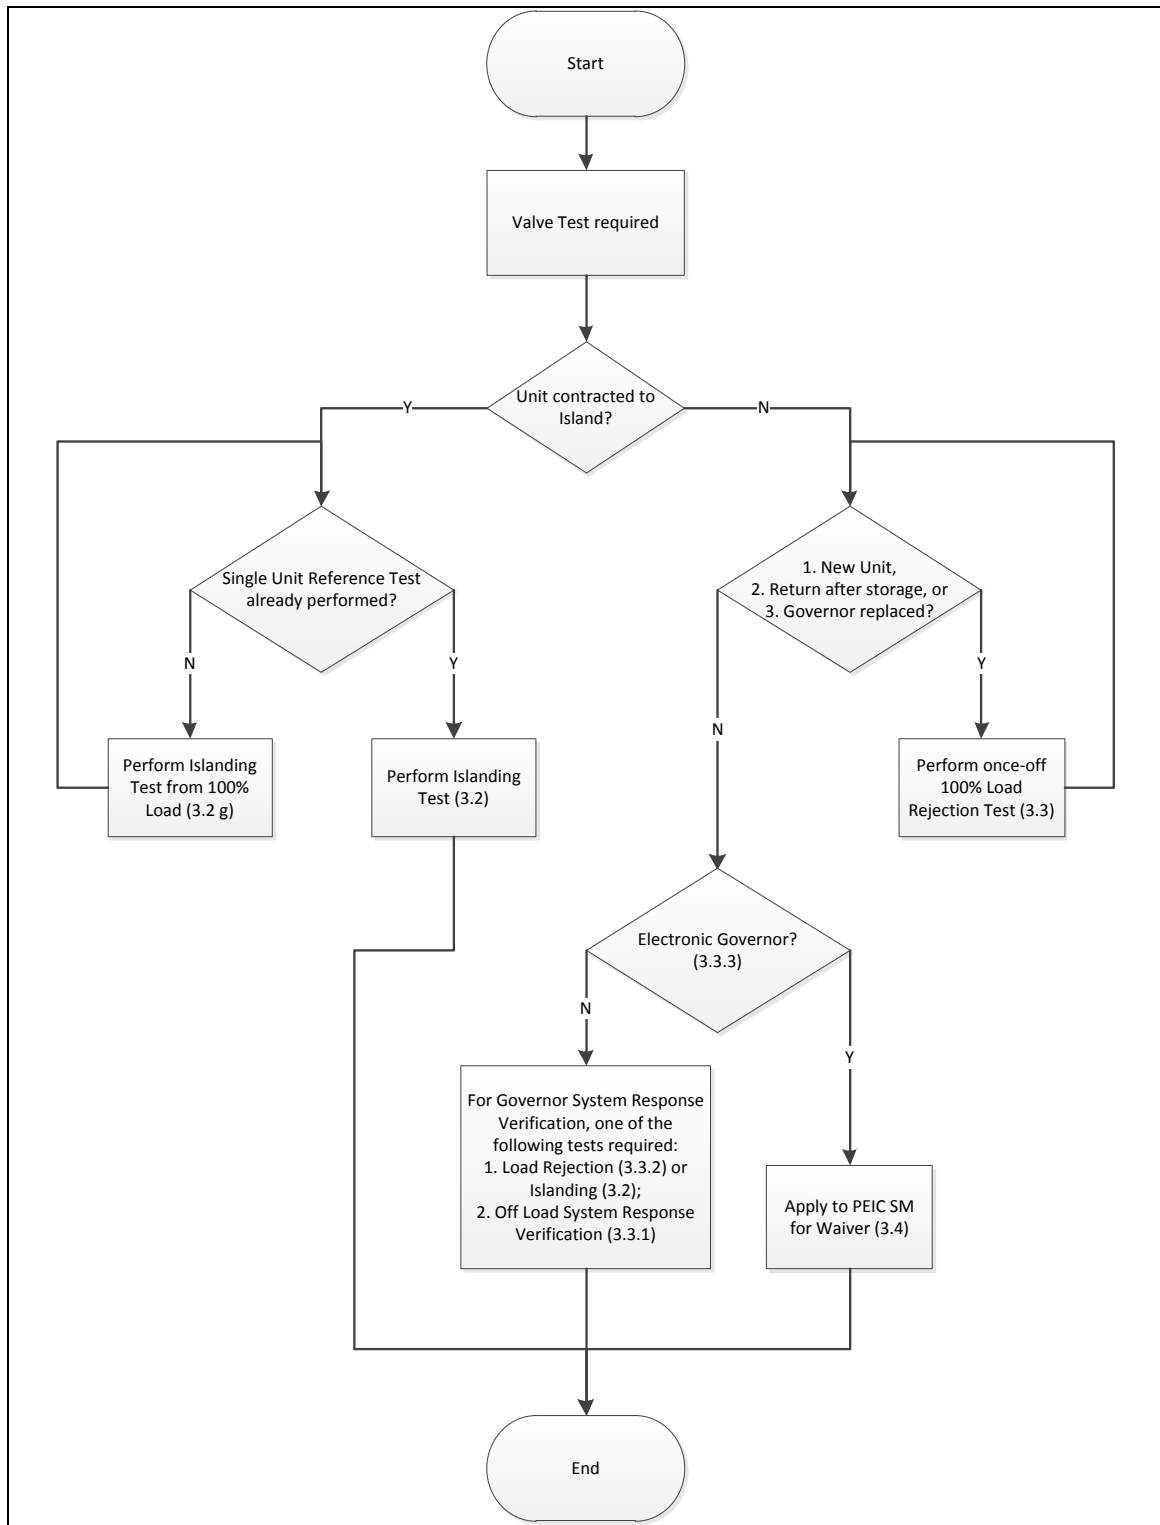 Start
Valve Test required
Unit contracted to
Island?
Y
N
Single Unit Reference Test
already performed?
1. New Unit,
2. Return after storage, or
3. Governor replaced?
N
Y
Y
N
Perform Islanding
Test from 100%
Load (3.2 g)
Perform Islanding
Test (3.2)
Perform once-off
100% Load
Rejection Test (3.3)
Electronic Governor?
(3.3.3)
N
Y
For Governor System Response
Verification, one of the
following tests required:
1. Load Rejection (3.3.2) or
Islanding (3.2);
2. Off Load System Response
Verification (3.3.1)
Apply to PEIC SM
for Waiver (3.4)
End